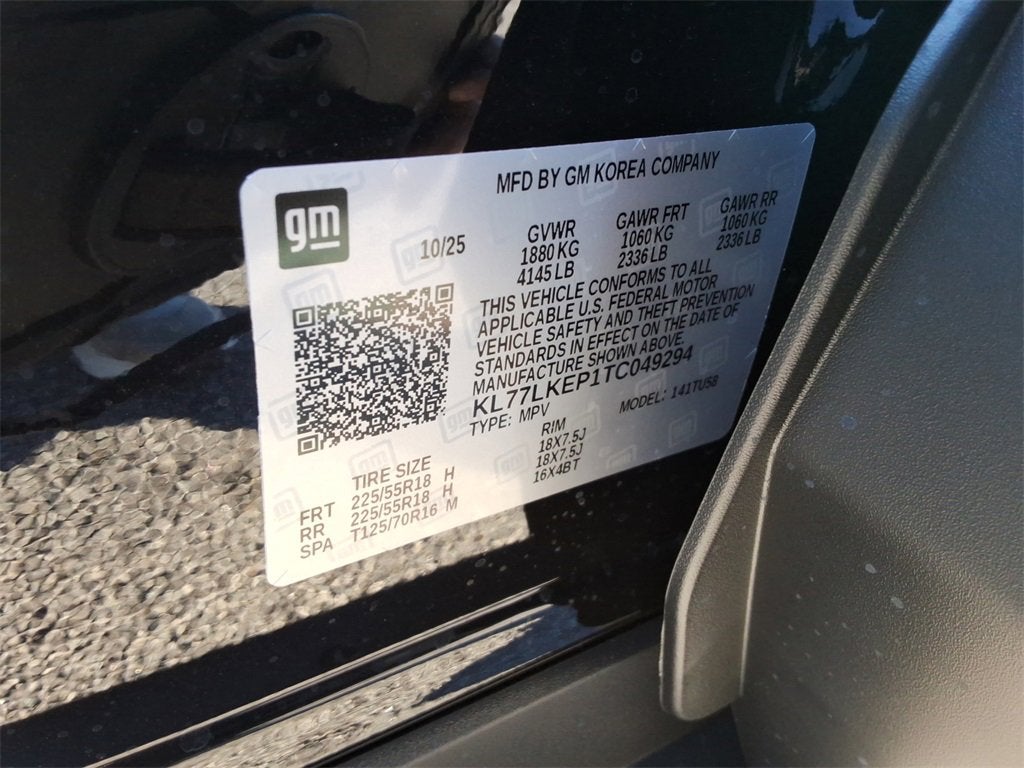 MFD BY GM KOREA COMPANY
gm
10/25
GVWR GAWR FRT GAWR RR
1880 KG 1060 KG 1060 KG
4145 LB 2336 LB 2336 LB
THIS VEHICLE CONFORMS TO ALL
APPLICABLE U.S. FEDERAL MOTOR
VEHICLE SAFETY AND THEFT PREVENTION
STANDARDS IN EFFECT ON THE DATE OF
MANUFACTURE SHOWN ABOVE.
KL77LKEP1TC049294
TYPE: MPV MODEL: 141TU58
TIRE SIZE RIM
FRT 225/55R18 H 18X7.5J
RR 225/55R18 H 18X7.5J
SPA T125/70R16 M 16X4BT